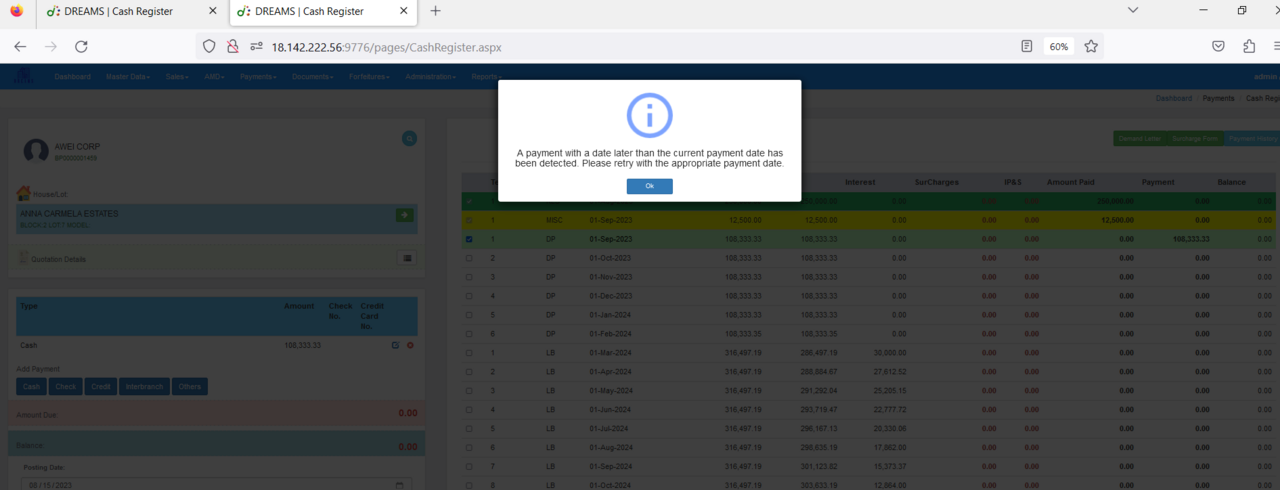 DREAMS | Cash Register
DREAMS | Cash Register
18.142.222.56:9776/pages/CashRegister.aspx
60%
Dashboard Master Data Sales AMD Payments Documents Forfeitures Administration Reports admin
Dashboard / Payments / Cash Reg
A payment with a date later than the current payment date has
been detected. Please retry with the appropriate payment date.
Ok
AWEI CORP
House/Lot
ANNA CARMELA ESTATES
Quotation Details
Demand Letter Surcharge Form
Interest SurCharges IP&S Amount Paid Payment Balance
0.00 0.00 0.00 0.00
1 MISC 01-Sep-2023 12,500.00 12,500.00 0.00 0.00 0.00 12,500.00 0.00 0.00
1 DP 01-Sep-2023 108,333.33 108,333.33 0.00 0.00 0.00 0.00 108,333.33 0.00
2 DP 01-Oct-2023 108,333.33 108,333.33 0.00 0.00 0.00 0.00 0.00 0.00
3 DP 01-Nov-2023 108,333.33 108,333.33 0.00 0.00 0.00 0.00 0.00 0.00
4 DP 01-Dec-2023 108,333.33 108,333.33 0.00 0.00 0.00 0.00 0.00 0.00
5 DP 01-Jan-2024 108,333.33 108,333.33 0.00 0.00 0.00 0.00 0.00 0.00
6 DP 01-Feb-2024 108,333.35 108,333.35 0.00 0.00 0.00 0.00 0.00 0.00
1 LB 01-Mar-2024 316,497.19 286,497.19 30,000.00 0.00 0.00 0.00 0.00 0.00
2 LB 01-Apr-2024 316,497.19 288,884.67 27,612.52 0.00 0.00 0.00 0.00 0.00
3 LB 01-May-2024 316,497.19 291,292.04 25,205.15 0.00 0.00 0.00 0.00 0.00
4 LB 01-Jun-2024 316,497.19 293,719.47 22,777.72 0.00 0.00 0.00 0.00 0.00
5 LB 01-Jul-2024 316,497.19 296,167.13 20,330.06 0.00 0.00 0.00 0.00 0.00
6 LB 01-Aug-2024 316,497.19 298,635.19 17,862.00 0.00 0.00 0.00 0.00 0.00
7 LB 01-Sep-2024 316,497.19 301,123.82 15,373.37 0.00 0.00 0.00 0.00 0.00
8 LB 01-Oct-2024 316,497.19 303,633.19 12,864.00 0.00 0.00 0.00 0.00 0.00
Type Amount Check No. Credit Card No.
Cash 108,333.33
Add Payment
Cash Check Credit Interbranch Others
Amount Due: 0.00
Balance: 0.00
Posting Date:
08 / 15 / 2023